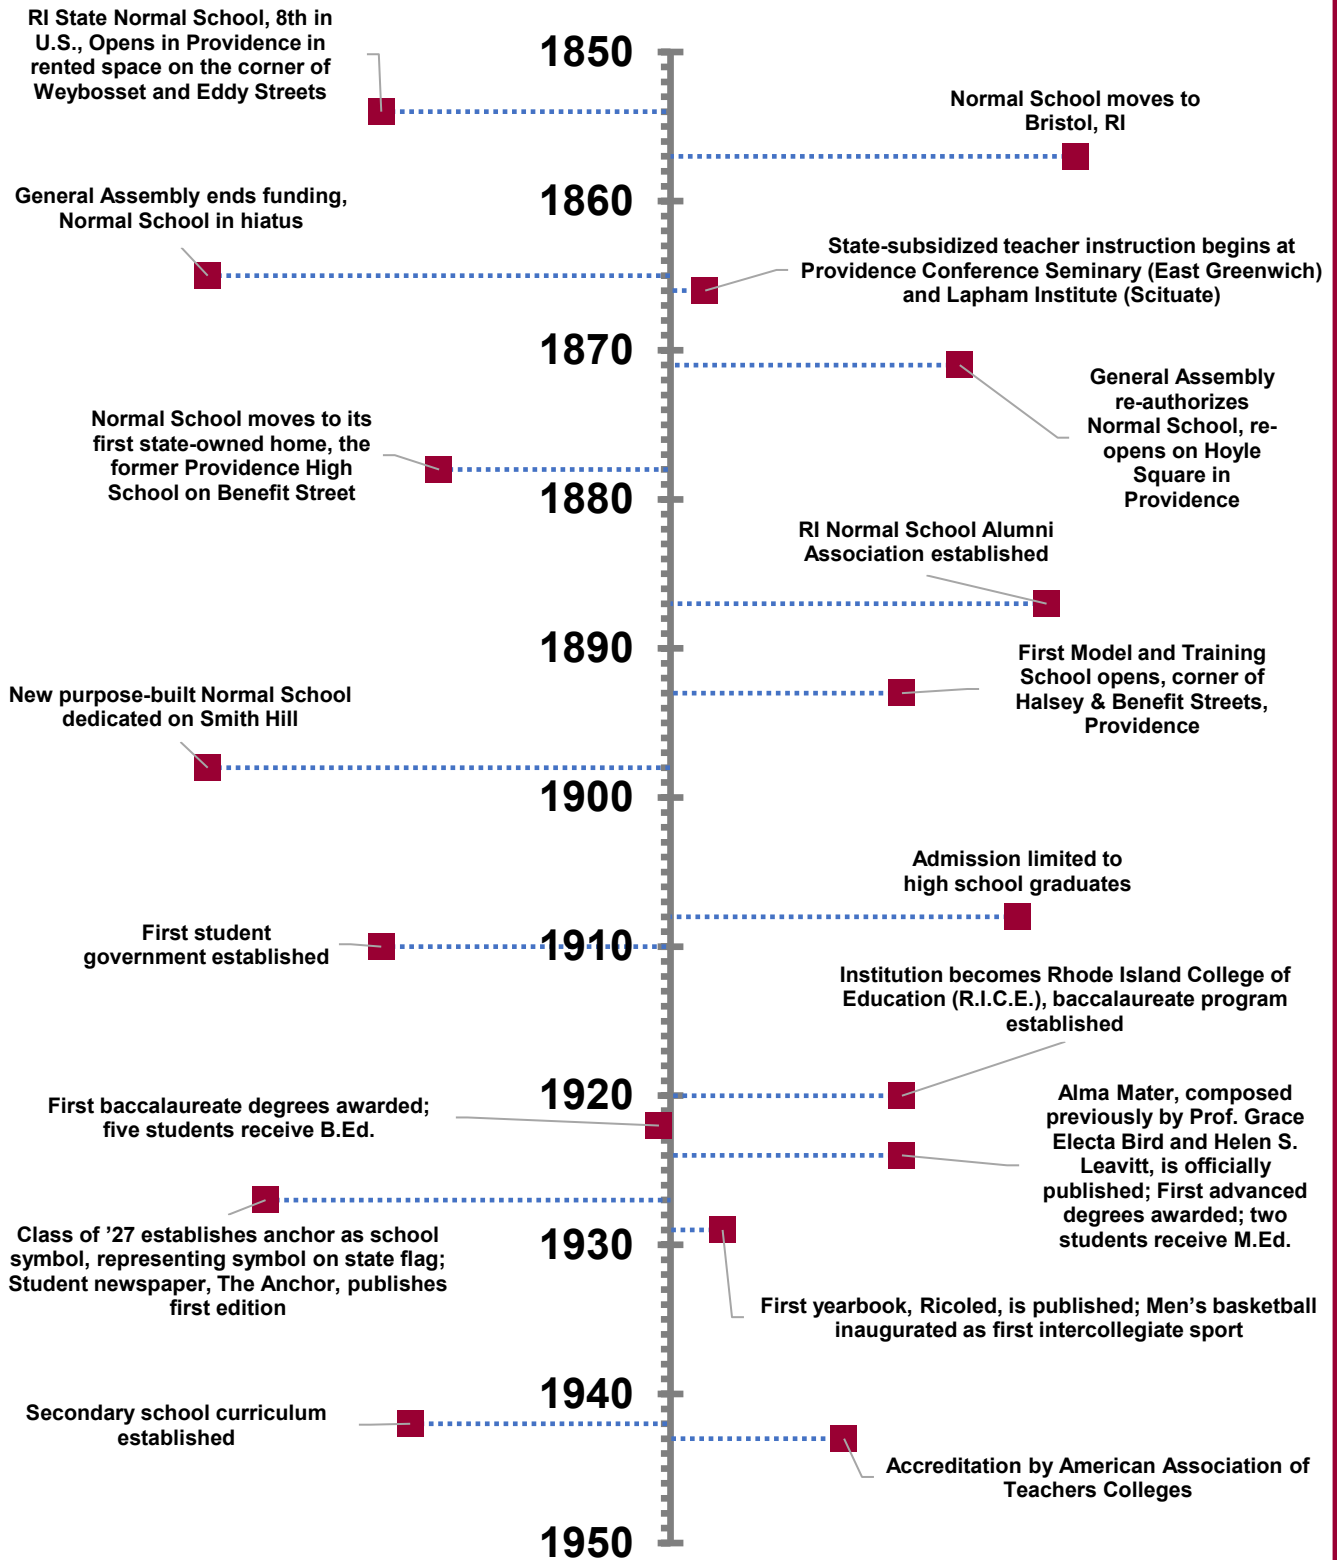 RI State Normal School, 8th in
U.S., Opens in Providence in
rented space on the corner of
Weybosset and Eddy Streets
1850
Normal School moves to
Bristol, RI
General Assembly ends funding,
Normal School in hiatus
1860
State-subsidized teacher instruction begins at
Providence Conference Seminary (East Greenwich)
and Lapham Institute (Scituate)
1870
General Assembly
re-authorizes
Normal School, re-
opens on Hoyle
Square in
Providence
Normal School moves to its
first state-owned home, the
former Providence High
School on Benefit Street
1880
RI Normal School Alumni
Association established
1890
First Model and Training
School opens, corner of
Halsey & Benefit Streets,
Providence
New purpose-built Normal School
dedicated on Smith Hill
1900
Admission limited to
high school graduates
First student
government established
1910
Institution becomes Rhode Island College of
Education (R.I.C.E.), baccalaureate program
established
1920
First baccalaureate degrees awarded;
five students receive B.Ed.
Alma Mater, composed
previously by Prof. Grace
Electa Bird and Helen S.
Leavitt, is officially
published; First advanced
degrees awarded; two
students receive M.Ed.
Class of ’27 establishes anchor as school
symbol, representing symbol on state flag;
Student newspaper, The Anchor, publishes
first edition
1930
First yearbook, Ricoled, is published; Men’s basketball
inaugurated as first intercollegiate sport
1940
Secondary school curriculum
established
Accreditation by American Association of
Teachers Colleges
1950